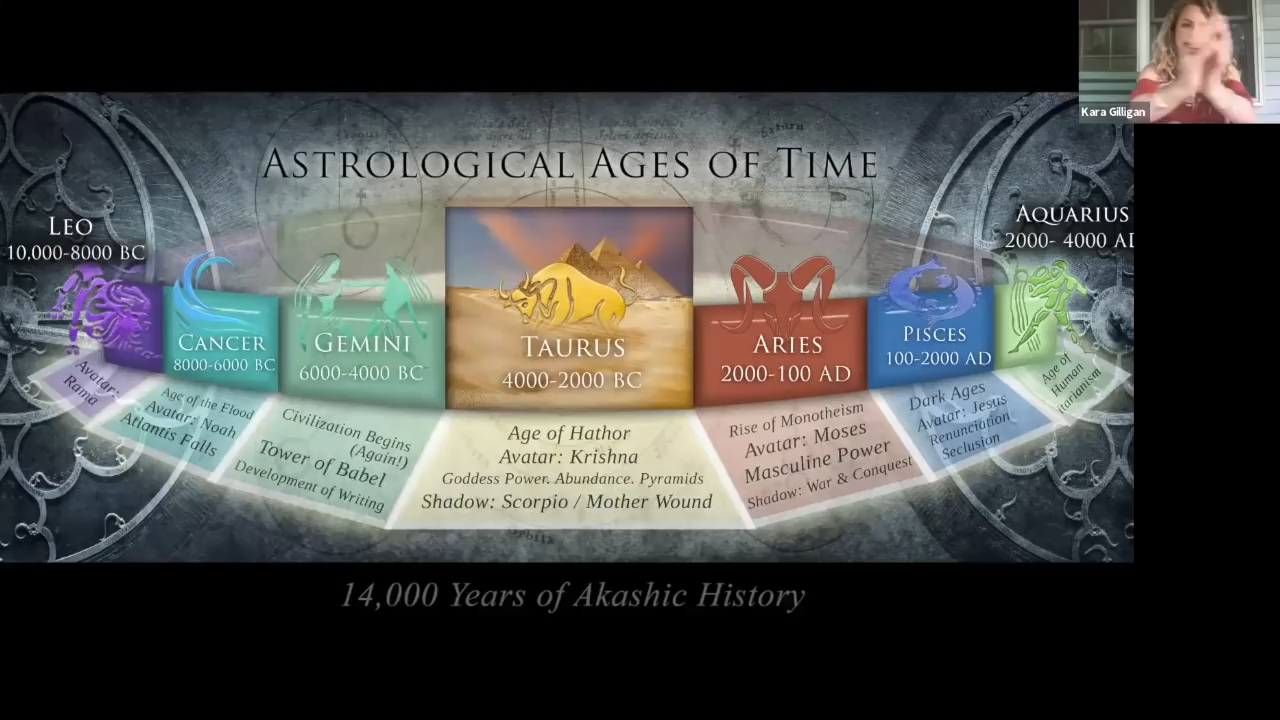 Kara Gilligan
ASTROLOGICAL AGES OF TIME
LEO
10,000-8000 BC
Avatar:
Rama
CANCER
8000-6000 BC
Age of the Flood
Avatar: Noah
Atlantis Falls
GEMINI
6000-4000 BC
Civilization Begins
(Again!)
Tower of Babel
Development of Writing
TAURUS
4000-2000 BC
Age of Hathor
Avatar: Krishna
Goddess Power. Abundance. Pyramids
Shadow: Scorpio / Mother Wound
ARIES
2000-100 AD
Rise of Monotheism
Avatar: Moses
Masculine Power
Shadow: War & Conquest
PISCES
100-2000 AD
Dark Ages
Avatar: Jesus
Renunciation
Seclusion
AQUARIUS
2000- 4000 AD
Age of
Human
itarianism
Saturn
orbita
14,000 Years of Akashic History